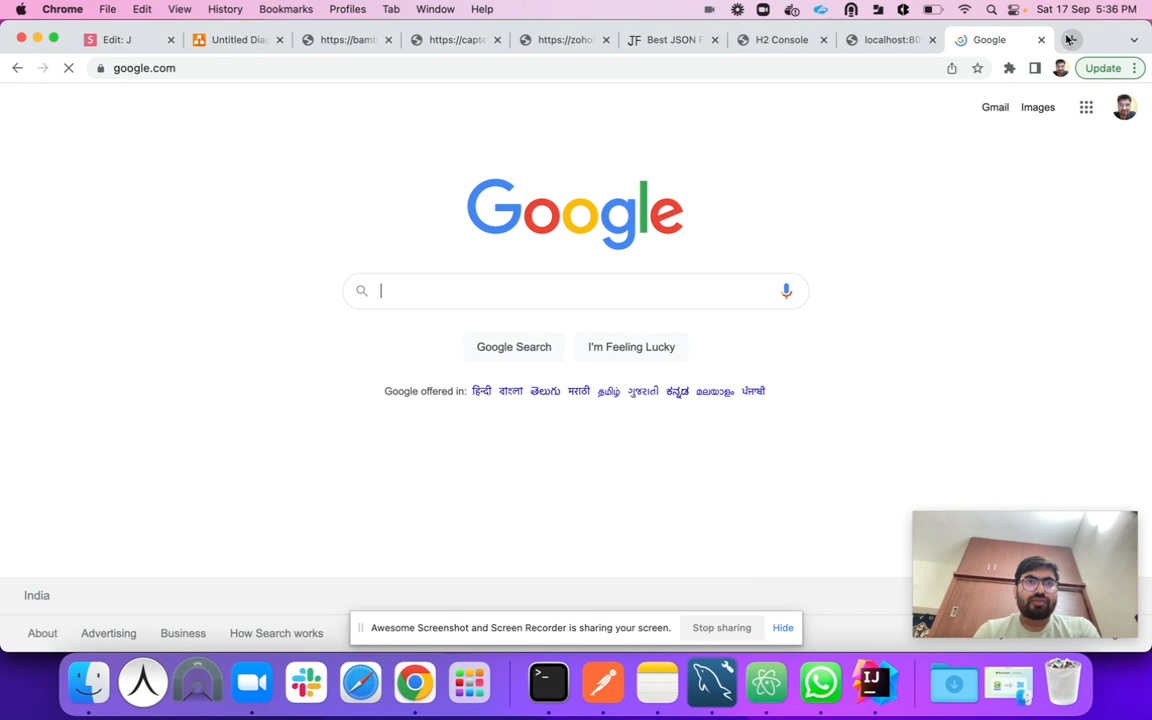 Chrome File Edit View History Bookmarks Profiles Tab Window Help Sat 17 Sep 5:36 PM
S Edit: J Untitled Dia https://bamb https://capte https://zoho JF Best JSON F H2 Console localhost:80 Google
google.com Update
Gmail Images
Google
Google Search I'm Feeling Lucky
Google offered in: हिन्दी বাংলা తెలుగు मराठी தமிழ் ગુજરાતી ಕನ್ನಡ മലയാളം ਪੰਜਾਬੀ
India
Awesome Screenshot and Screen Recorder is sharing your screen. Stop sharing Hide
About Advertising Business How Search works
VPN
IJ